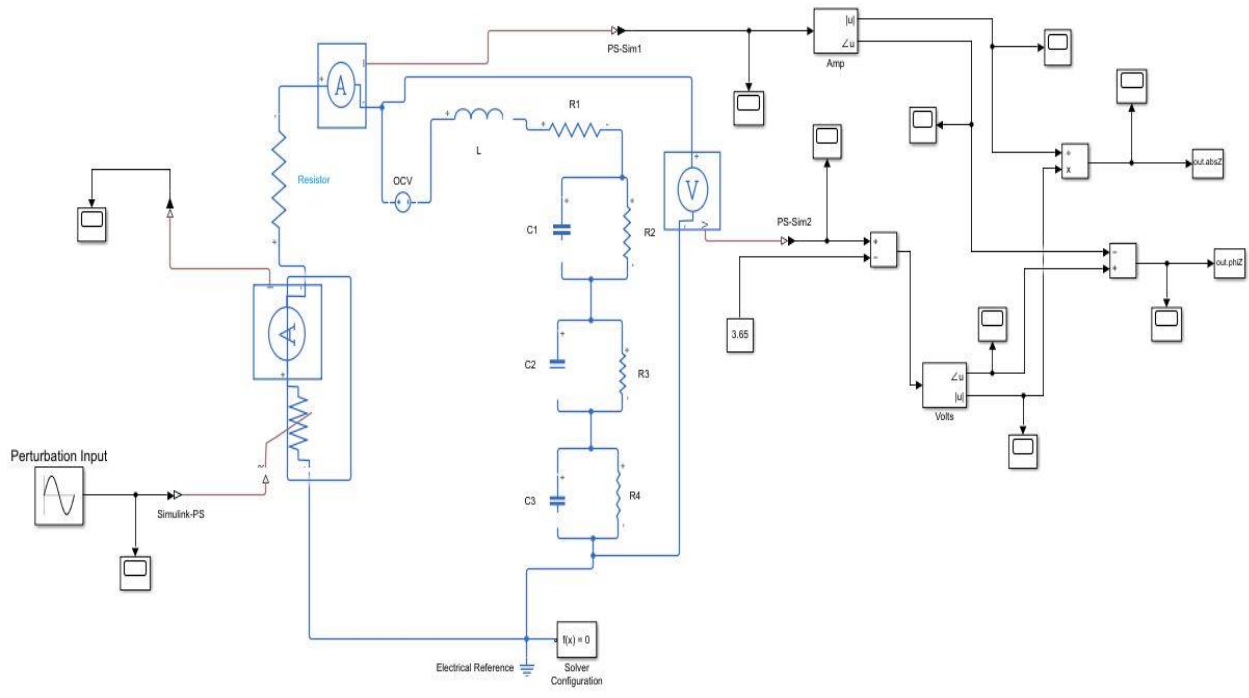 PS-Sim1
|u|
∠u
Amp
A
R1
L
Resistor
OCV
V
C1
R2
PS-Sim2
÷
x
out.absZ
out.phiZ
A
3.65
C2
R3
∠u
|u|
Volts
Perturbation Input
Simulink-PS
C3
R4
f(x) = 0
Electrical Reference
Solver
Configuration